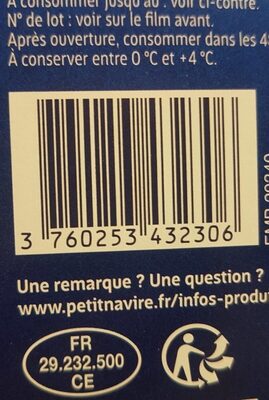 A consommer jusqu'au : voir ci-contre.
N° de lot : voir sur le film avant.
Après ouverture, consommer dans les 4
À conserver entre 0 °C et +4 °C.
3 760253 432306
Une remarque ? Une question ?
www.petitnavire.fr/infos-produ
FR
29.232.500
CE